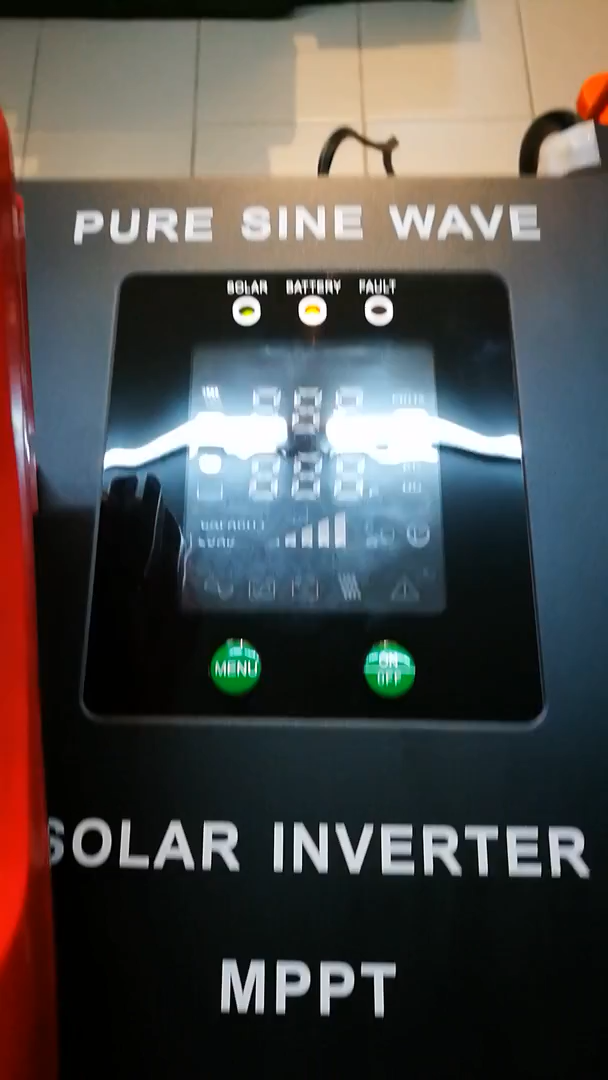 PURE SINE WAVE
SOLAR BATTERY FAULT
MENU
ON
OFF
SOLAR INVERTER
MPPT